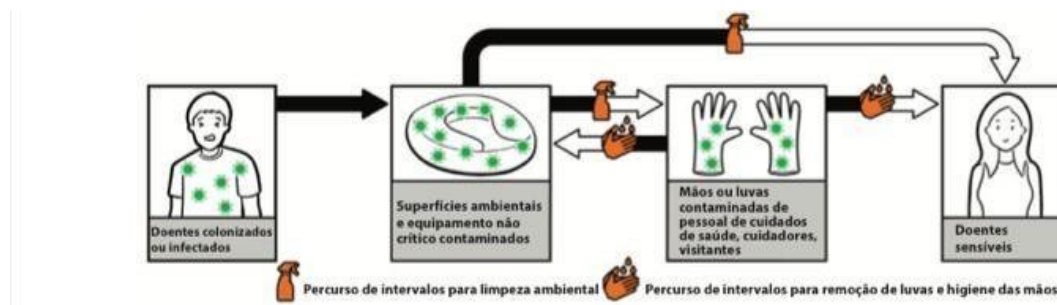 Doentes colonizados
ou infectados
Superfícies ambientais
e equipamento não
crítico contaminados
Mãos ou luvas
contaminadas de
pessoal de cuidados
de saúde, cuidadores,
visitantes
Doentes
sensíveis
Percurso de intervalos para limpeza ambiental
Percurso de intervalos para remoção de luvas e higiene das mãos